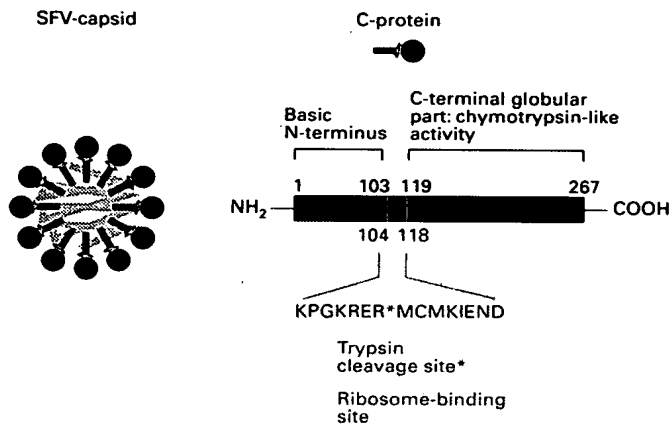 SFV-capsid
C-protein
Basic
N-terminus
C-terminal globular
part: chymotrypsin-like
activity
1 103 119 267
NH₂ COOH
104 118
KPGKRER*MCMKIEND
Trypsin
cleavage site*
Ribosome-binding
site